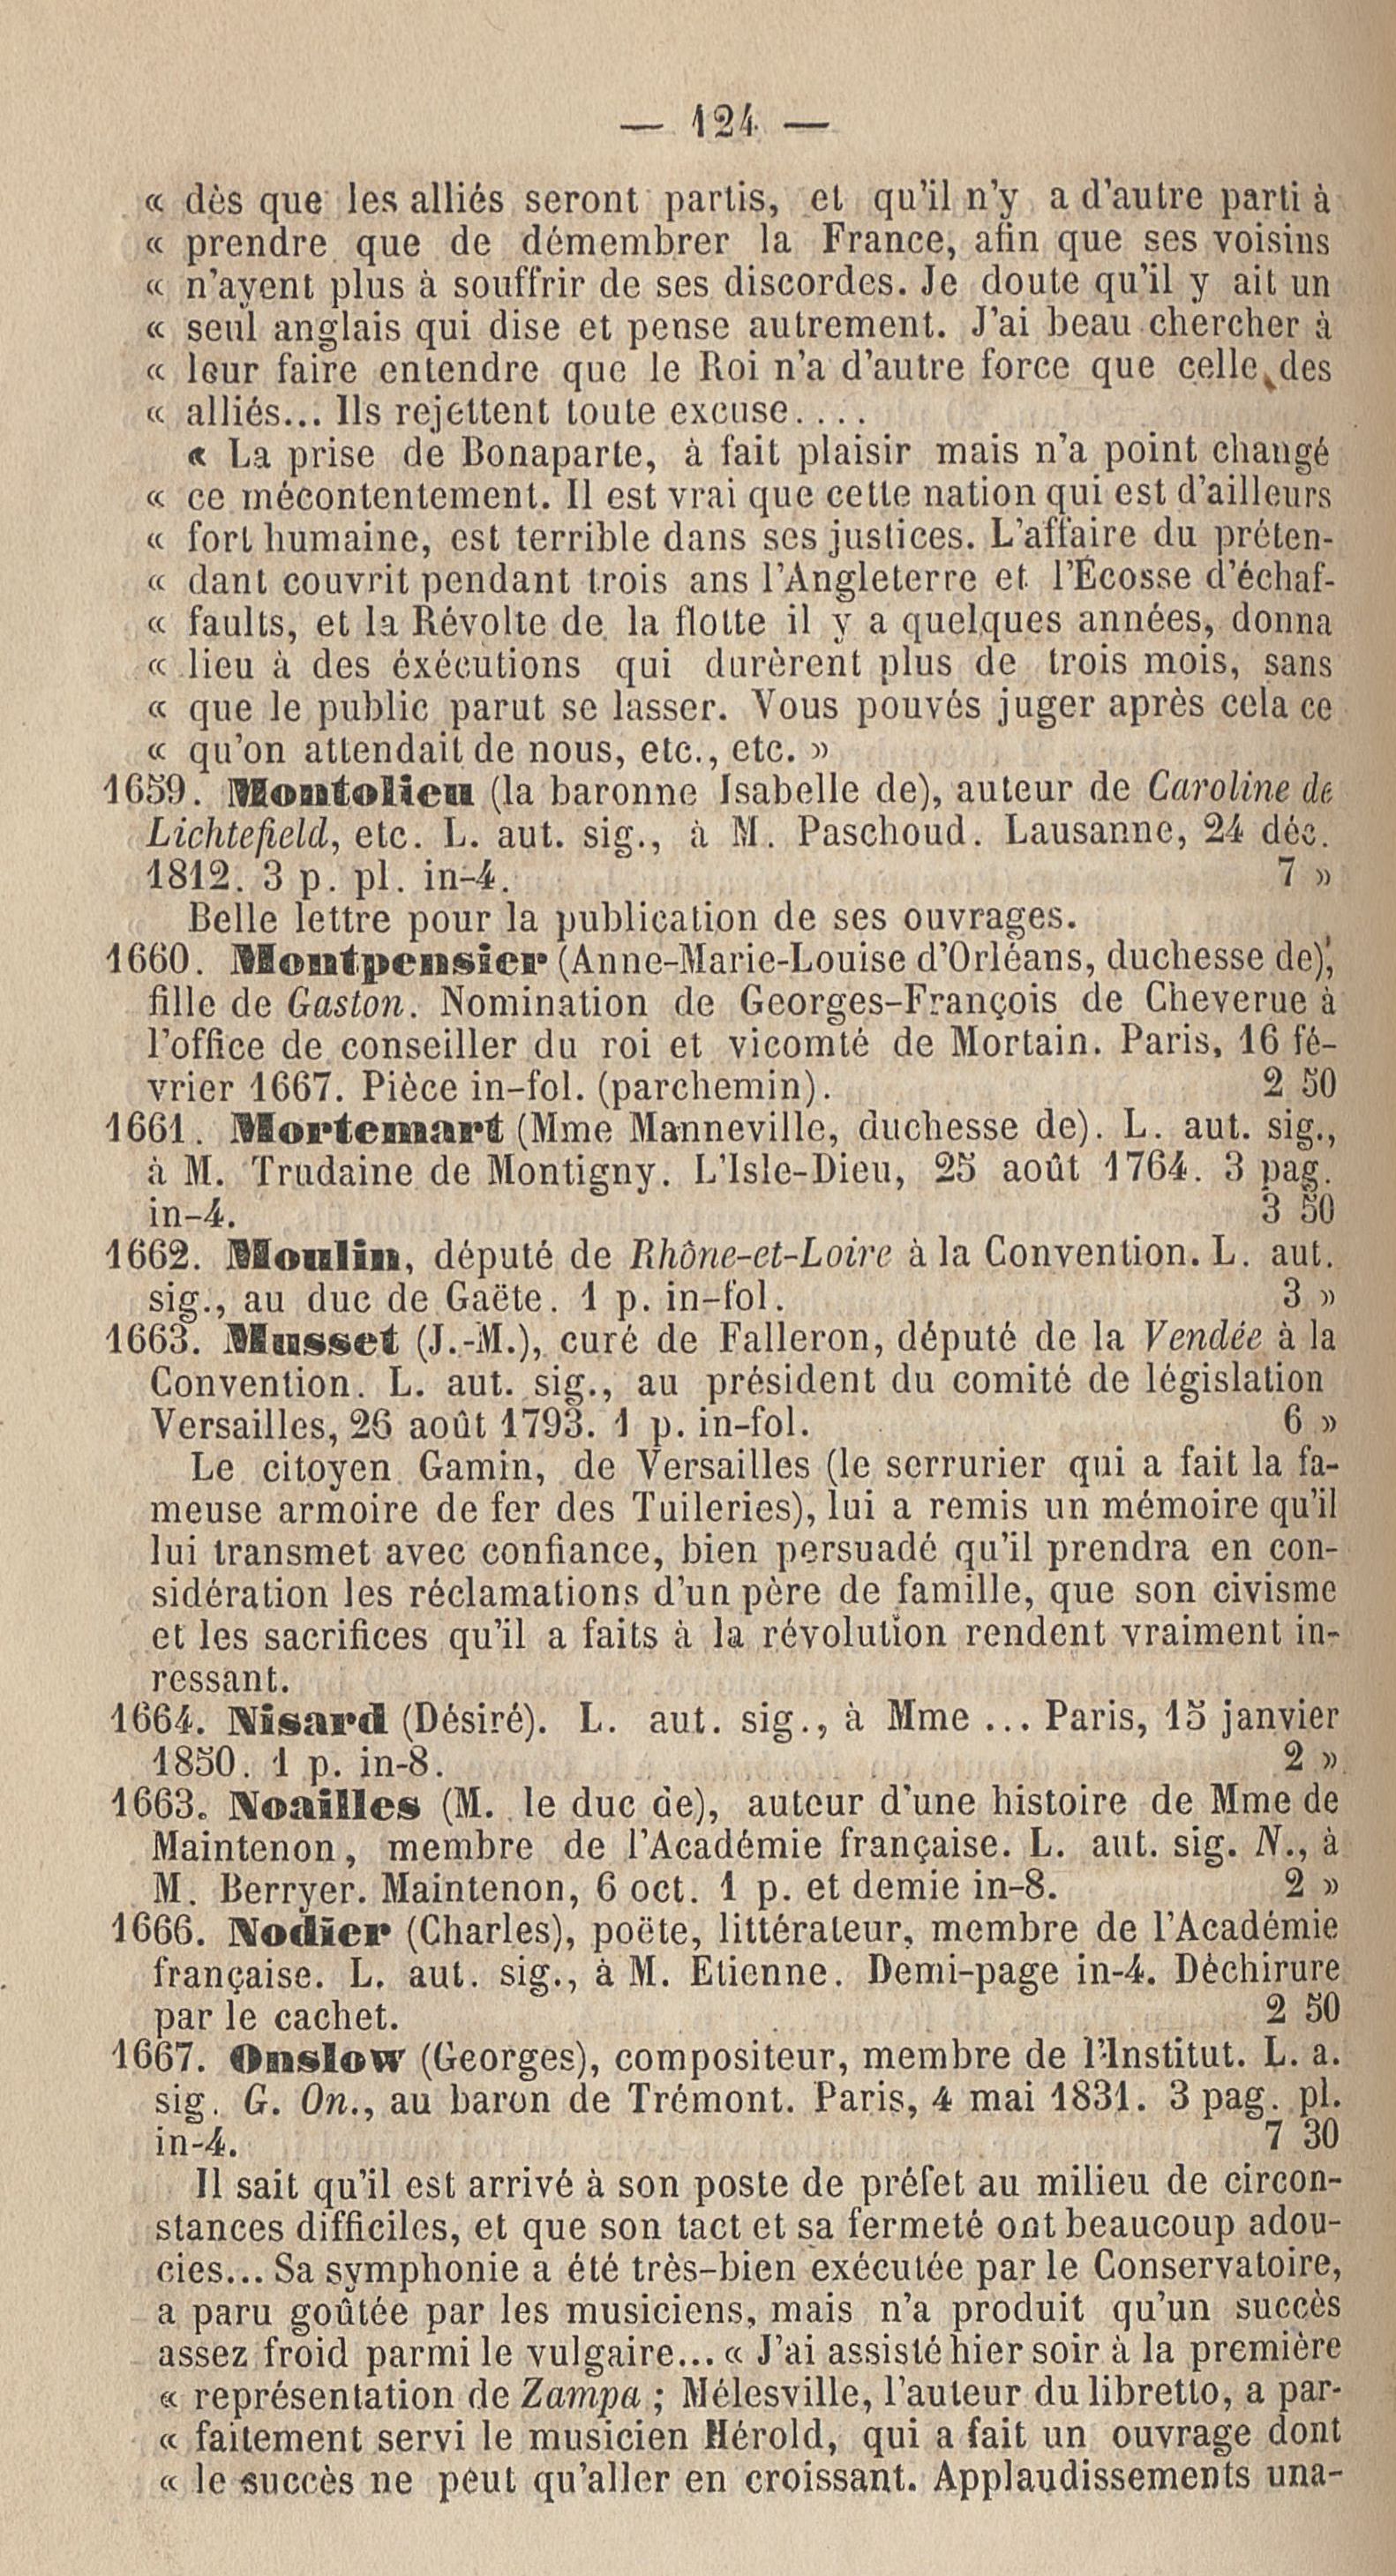 — 124 —
« dès que les alliés seront partis, et qu'il n'y a d'autre parti à
« prendre que de démembrer la France, afin que ses voisins
« n'ayent plus à souffrir de ses discordes. Je doute qu'il y ait un
« seul anglais qui dise et pense autrement. J'ai beau chercher à
« leur faire entendre que le Roi n'a d'autre force que celle des
« alliés... Ils rejettent toute excuse....
« La prise de Bonaparte, à fait plaisir mais n'a point changé
« ce mécontentement. Il est vrai que cette nation qui est d'ailleurs
« fort humaine, est terrible dans ses justices. L'affaire du préten-
« dant couvrit pendant trois ans l'Angleterre et l'Écosse d'échaf-
« faults, et la Révolte de la flotte il y a quelques années, donna
« lieu à des éxécutions qui durèrent plus de trois mois, sans
« que le public parut se lasser. Vous pouvés juger après cela ce
« qu'on attendait de nous, etc., etc. »
1659. Montolieu (la baronne Isabelle de), auteur de Caroline de
Lichtefield, etc. L. aut. sig., à M. Paschoud. Lausanne, 24 déc.
1812. 3 p. pl. in-4. 7 »
Belle lettre pour la publication de ses ouvrages.
1660. Montpensier (Anne-Marie-Louise d'Orléans, duchesse de),
fille de Gaston. Nomination de Georges-François de Cheverue à
l'office de conseiller du roi et vicomté de Mortain. Paris, 16 fé-
vrier 1667. Pièce in-fol. (parchemin). 2 50
1661. Mortemart (Mme Manneville, duchesse de). L. aut. sig.,
à M. Trudaine de Montigny. L'Isle-Dieu, 25 août 1764. 3 pag.
in-4. 3 50
1662. Moulin, député de Rhône-et-Loire à la Convention. L. aut.
sig., au duc de Gaëte. 1 p. in-fol. 3 »
1663. Musset (J.-M.), curé de Falleron, député de la Vendée à la
Convention. L. aut. sig., au président du comité de législation
Versailles, 26 août 1793. 1 p. in-fol. 6 »
Le citoyen Gamin, de Versailles (le serrurier qui a fait la fa-
meuse armoire de fer des Tuileries), lui a remis un mémoire qu'il
lui transmet avec confiance, bien persuadé qu'il prendra en con-
sidération les réclamations d'un père de famille, que son civisme
et les sacrifices qu'il a faits à la révolution rendent vraiment in-
ressant.
1664. Nisard (Désiré). L. aut. sig., à Mme ... Paris, 15 janvier
1850. 1 p. in-8. 2 »
1663. Noailles (M. le duc de), auteur d'une histoire de Mme de
Maintenon, membre de l'Académie française. L. aut. sig. N., à
M. Berryer. Maintenon, 6 oct. 1 p. et demie in-8. 2 »
1666. Nodier (Charles), poëte, littérateur, membre de l'Académie
française. L. aut. sig., à M. Etienne. Demi-page in-4. Déchirure
par le cachet. 2 50
1667. Onslow (Georges), compositeur, membre de l'Institut. L. a.
sig. G. On., au baron de Trémont. Paris, 4 mai 1831. 3 pag. pl.
in-4. 7 30
Il sait qu'il est arrivé à son poste de préfet au milieu de circon-
stances difficiles, et que son tact et sa fermeté ont beaucoup adou-
cies... Sa symphonie a été très-bien exécutée par le Conservatoire,
a paru goûtée par les musiciens, mais n'a produit qu'un succès
assez froid parmi le vulgaire... « J'ai assisté hier soir à la première
« représentation de Zampa ; Mélesville, l'auteur du libretto, a par-
« faitement servi le musicien Hérold, qui a fait un ouvrage dont
« le succès ne peut qu'aller en croissant. Applaudissements una-